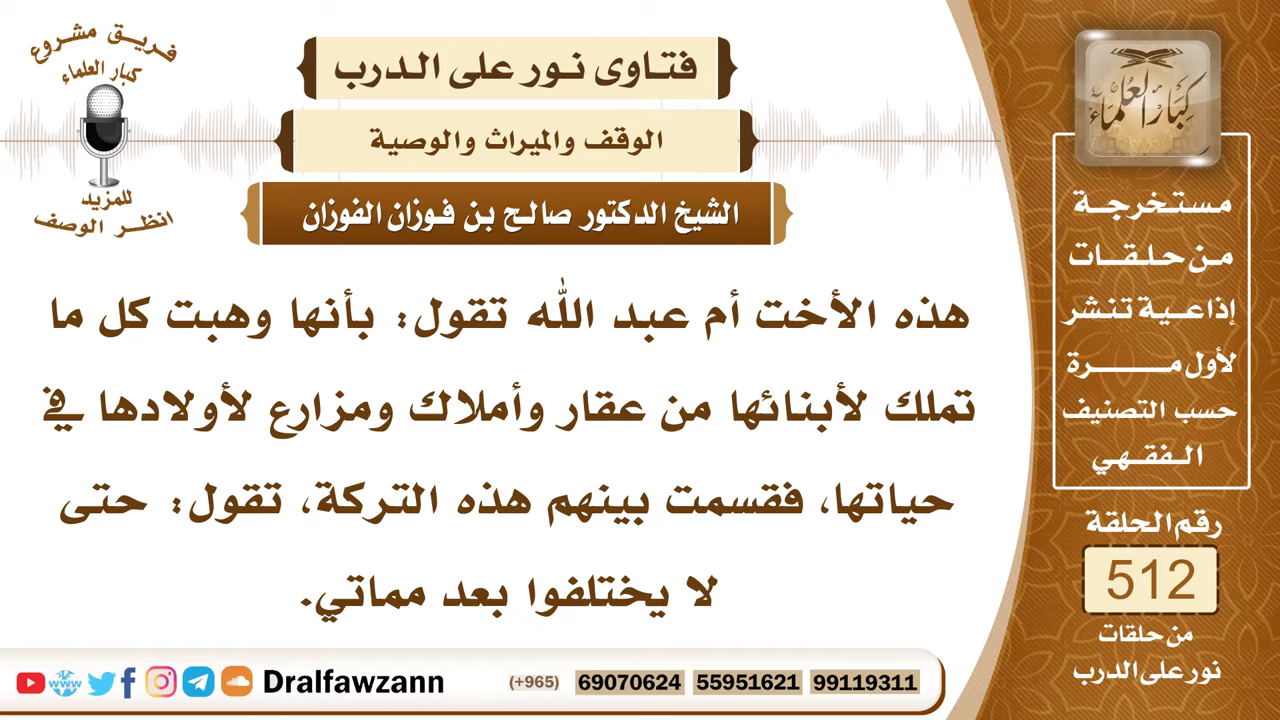 فريق مشروع
كبار العلماء
للمزيد
انظر الوصف
فتاوى نور على الدرب
الوقف والميراث والوصية
الشيخ الدكتور صالح بن فوزان الفوزان
هذه الأخت أم عبد الله تقول: بأنها وهبت كل ما
تملك لأبنائها من عقار وأملاك ومزارع لأولادها في
حياتها، فقسمت بينهم هذه التركة، تقول: حتى
لا يختلفوا بعد مماتي.
كبار العلماء
مستخرجة
من حلقات
إذاعية تنشر
لأول مرة
حسب التصنيف
الفقهي
رقم الحلقة
512
من حلقات
نور على الدرب
www
Dralfawzann
(+965) 69070624 55951621 99119311